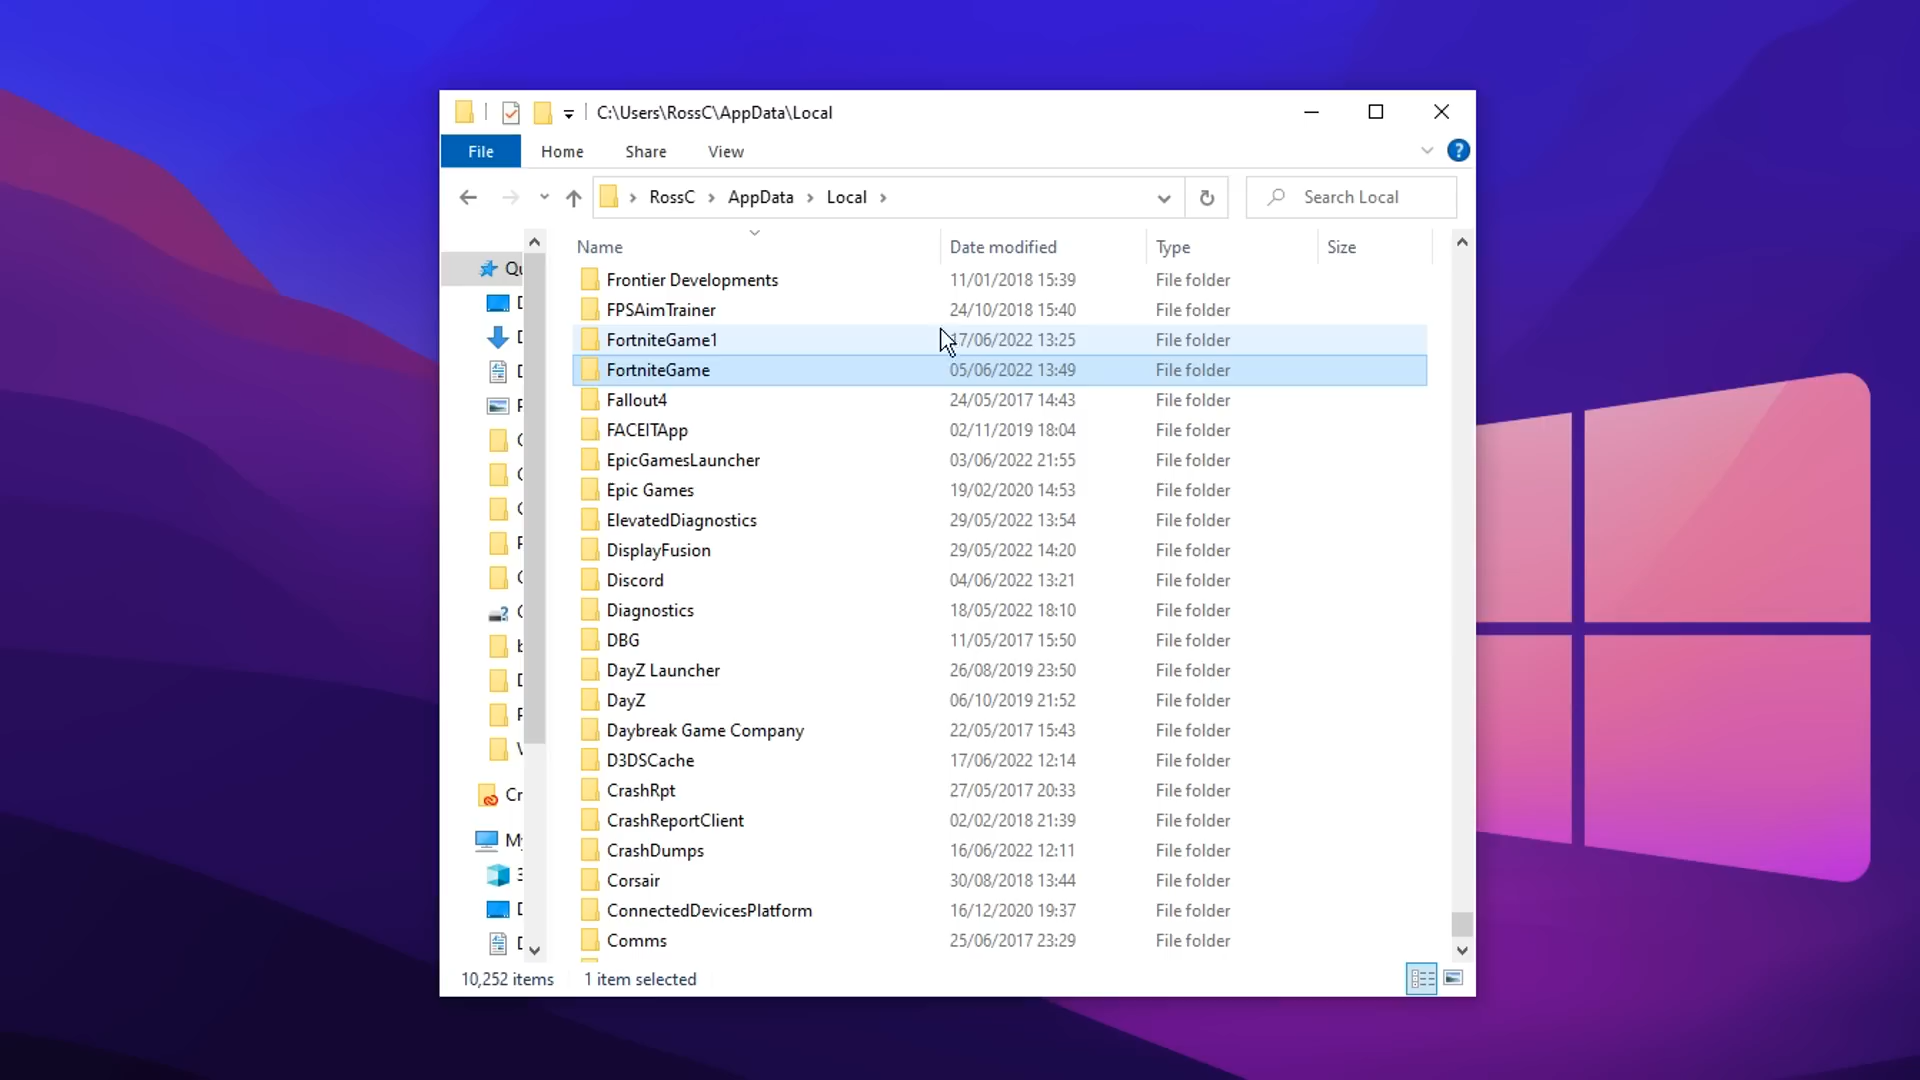 C:\Users\RossC\AppData\Local
File Home Share View
RossC AppData Local
Search Local
Name Date modified Type Size
Frontier Developments 11/01/2018 15:39 File folder
FPSAimTrainer 24/10/2018 15:40 File folder
FortniteGame1 17/06/2022 13:25 File folder
FortniteGame 05/06/2022 13:49 File folder
Fallout4 24/05/2017 14:43 File folder
FACEITApp 02/11/2019 18:04 File folder
EpicGamesLauncher 03/06/2022 21:55 File folder
Epic Games 19/02/2020 14:53 File folder
ElevatedDiagnostics 29/05/2022 13:54 File folder
DisplayFusion 29/05/2022 14:20 File folder
Discord 04/06/2022 13:21 File folder
Diagnostics 18/05/2022 18:10 File folder
DBG 11/05/2017 15:50 File folder
DayZ Launcher 26/08/2019 23:50 File folder
DayZ 06/10/2019 21:52 File folder
Daybreak Game Company 22/05/2017 15:43 File folder
D3DSCache 17/06/2022 12:14 File folder
CrashRpt 27/05/2017 20:33 File folder
CrashReportClient 02/02/2018 21:39 File folder
CrashDumps 16/06/2022 12:11 File folder
Corsair 30/08/2018 13:44 File folder
ConnectedDevicesPlatform 16/12/2020 19:37 File folder
Comms 25/06/2017 23:29 File folder
10,252 items 1 item selected